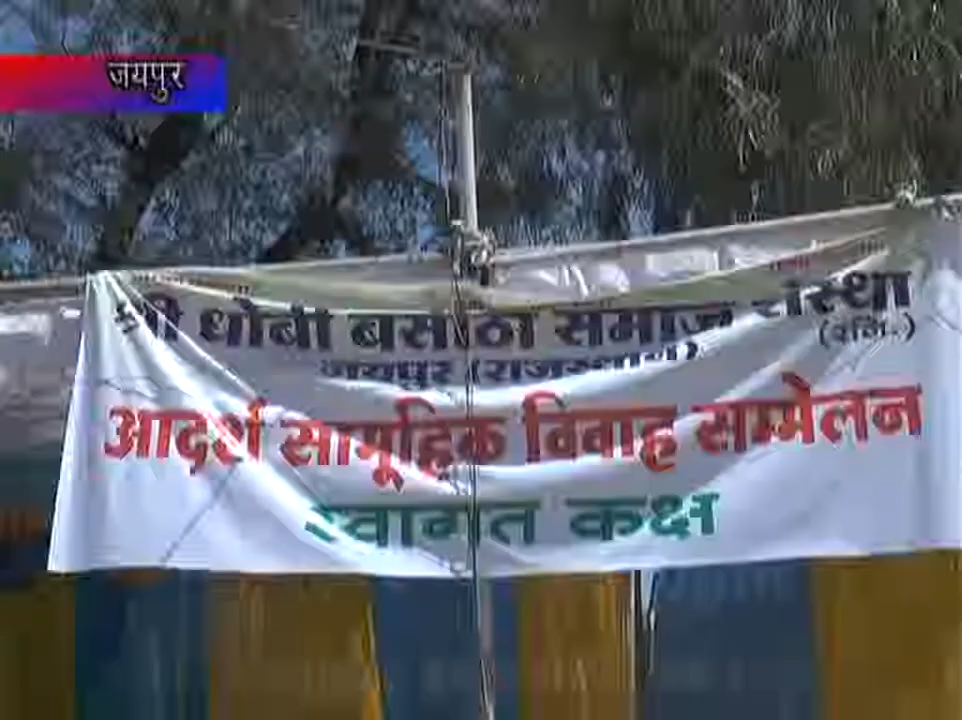 जयपुर
श्री धोबी बसीठा समाज संस्था
(रजि.)
जयपुर (राजस्थान)
आदर्श सामूहिक विवाह सम्मेलन
स्वागत कक्ष